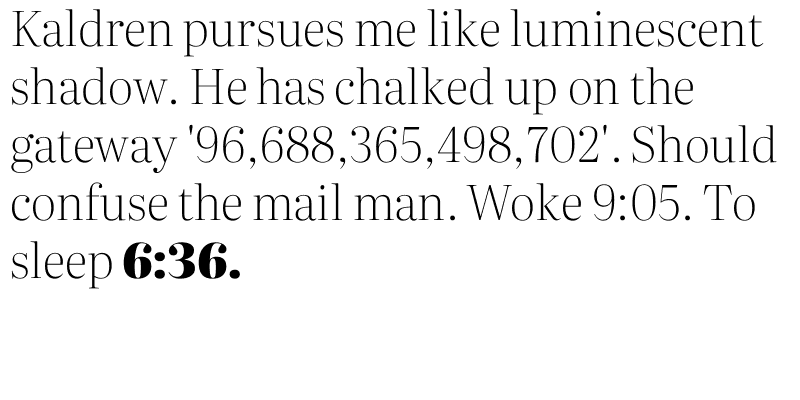 Kaldren pursues me like luminescent
shadow. He has chalked up on the
gateway '96,688,365,498,702'. Should
confuse the mail man. Woke 9:05. To
sleep 6:36.